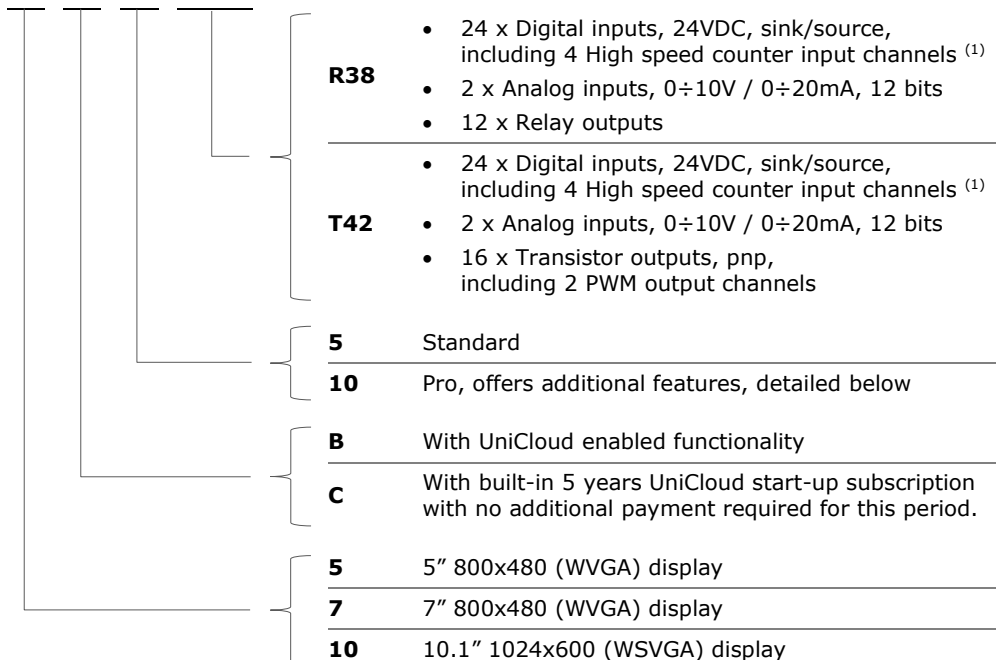 • 24 x Digital inputs, 24VDC, sink/source,
including 4 High speed counter input channels (1)
R38
• 2 x Analog inputs, 0÷10V / 0÷20mA, 12 bits
• 12 x Relay outputs
• 24 x Digital inputs, 24VDC, sink/source,
including 4 High speed counter input channels (1)
T42 • 2 x Analog inputs, 0÷10V / 0÷20mA, 12 bits
• 16 x Transistor outputs, pnp,
including 2 PWM output channels
5 Standard
10 Pro, offers additional features, detailed below
B With UniCloud enabled functionality
C With built-in 5 years UniCloud start-up subscription
with no additional payment required for this period.
5 5” 800x480 (WVGA) display
7 7” 800x480 (WVGA) display
10 10.1” 1024x600 (WSVGA) display